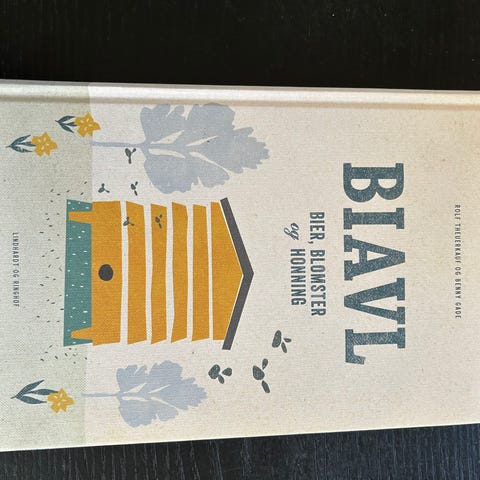 ROLF THEUERKAUF OG BENNY GADE
BIAVL
BIER, BLOMSTER
og HONNING
LINDHARDT OG RINGHOF